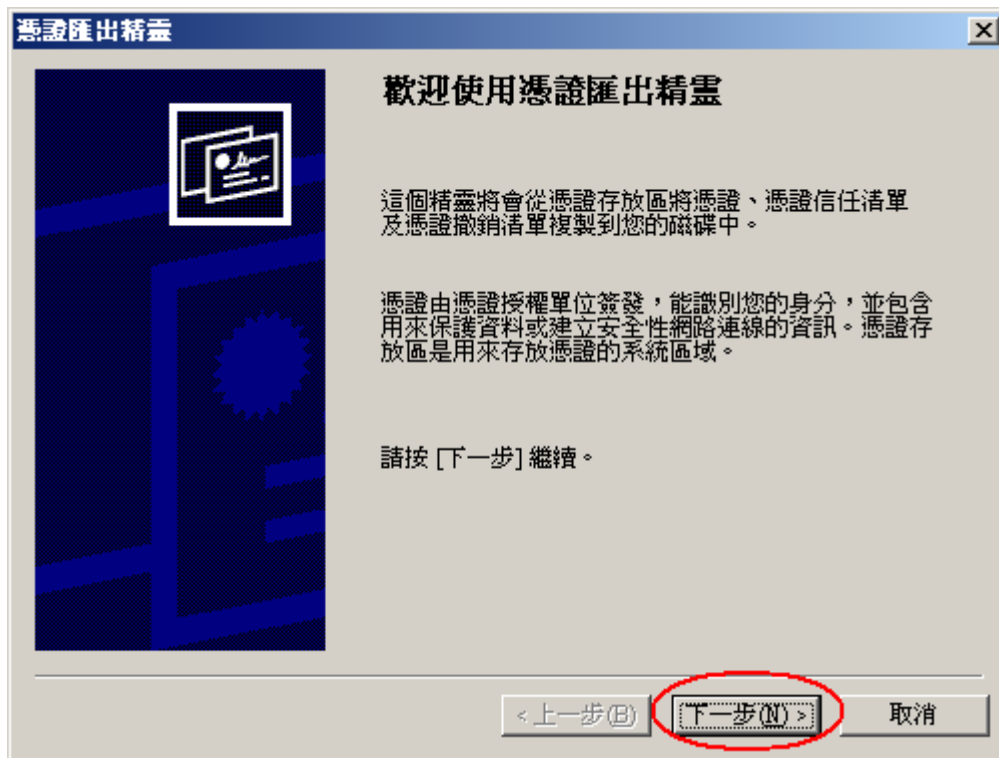 憑證匯出精靈
歡迎使用憑證匯出精靈
這個精靈將會從憑證存放區將憑證、憑證信任清單
及憑證撤銷清單複製到您的磁碟中。
憑證由憑證授權單位簽發，能識別您的身分，並包含
用來保護資料或建立安全性網路連線的資訊。憑證存
放區是用來存放憑證的系統區域。
請按 [下一步] 繼續。
< 上一步(B) 下一步(N) > 取消